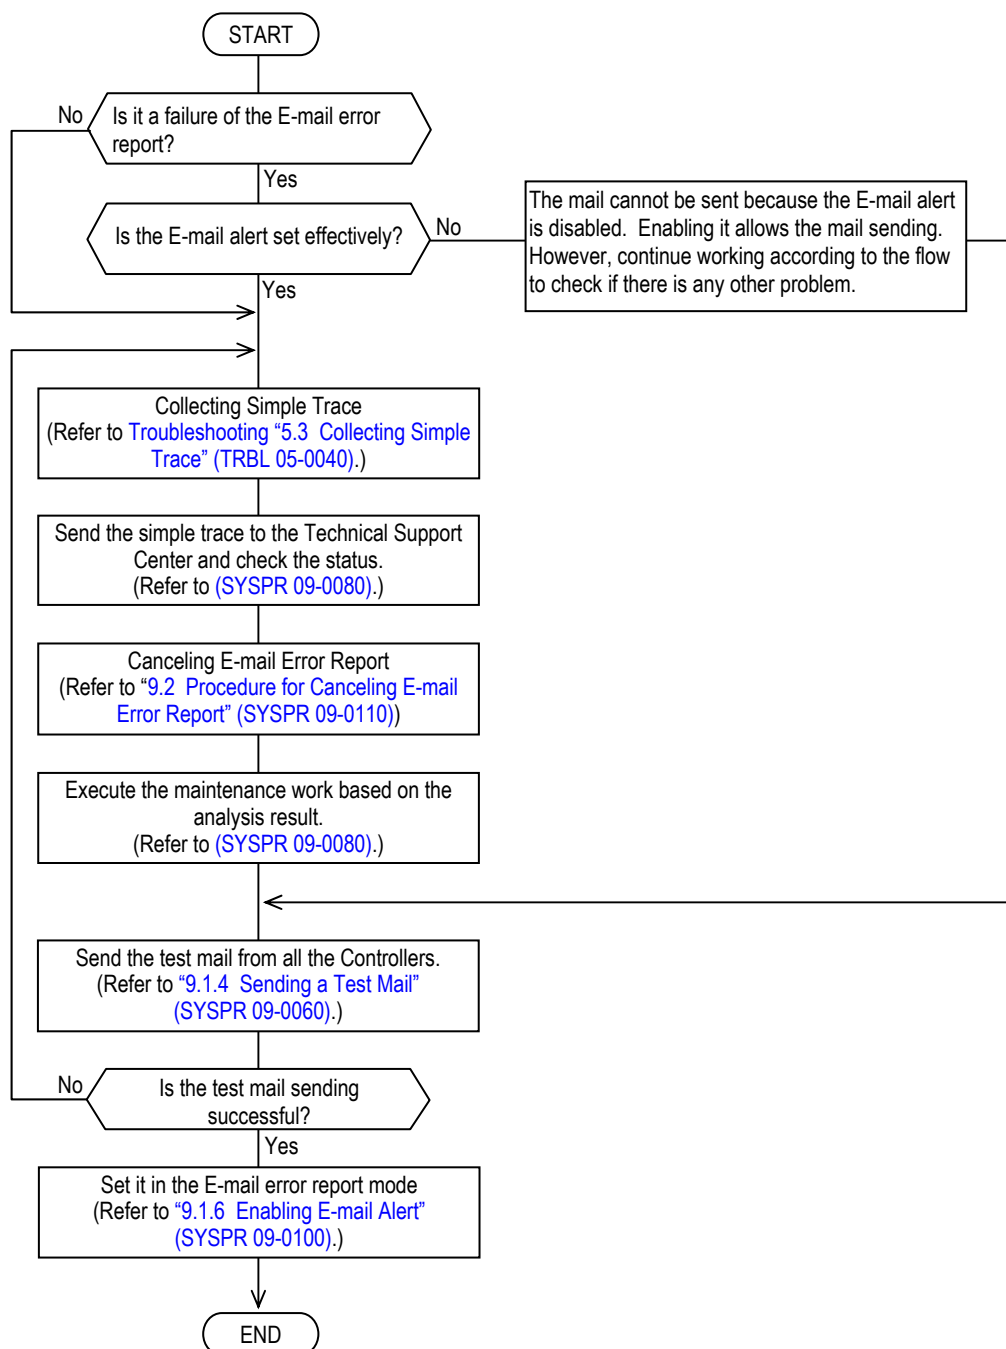 START
No
Is it a failure of the E-mail error
report?
Yes
Is the E-mail alert set effectively?
No
The mail cannot be sent because the E-mail alert
is disabled.  Enabling it allows the mail sending.
However, continue working according to the flow
to check if there is any other problem.
Yes
Collecting Simple Trace
(Refer to Troubleshooting “5.3  Collecting Simple
Trace” (TRBL 05-0040).)
Send the simple trace to the Technical Support
Center and check the status.
(Refer to (SYSPR 09-0080).)
Canceling E-mail Error Report
(Refer to “9.2  Procedure for Canceling E-mail
Error Report” (SYSPR 09-0110))
Execute the maintenance work based on the
analysis result.
(Refer to (SYSPR 09-0080).)
Send the test mail from all the Controllers.
(Refer to “9.1.4  Sending a Test Mail”
(SYSPR 09-0060).)
No
Is the test mail sending
successful?
Yes
Set it in the E-mail error report mode
(Refer to “9.1.6  Enabling E-mail Alert”
(SYSPR 09-0100).)
END